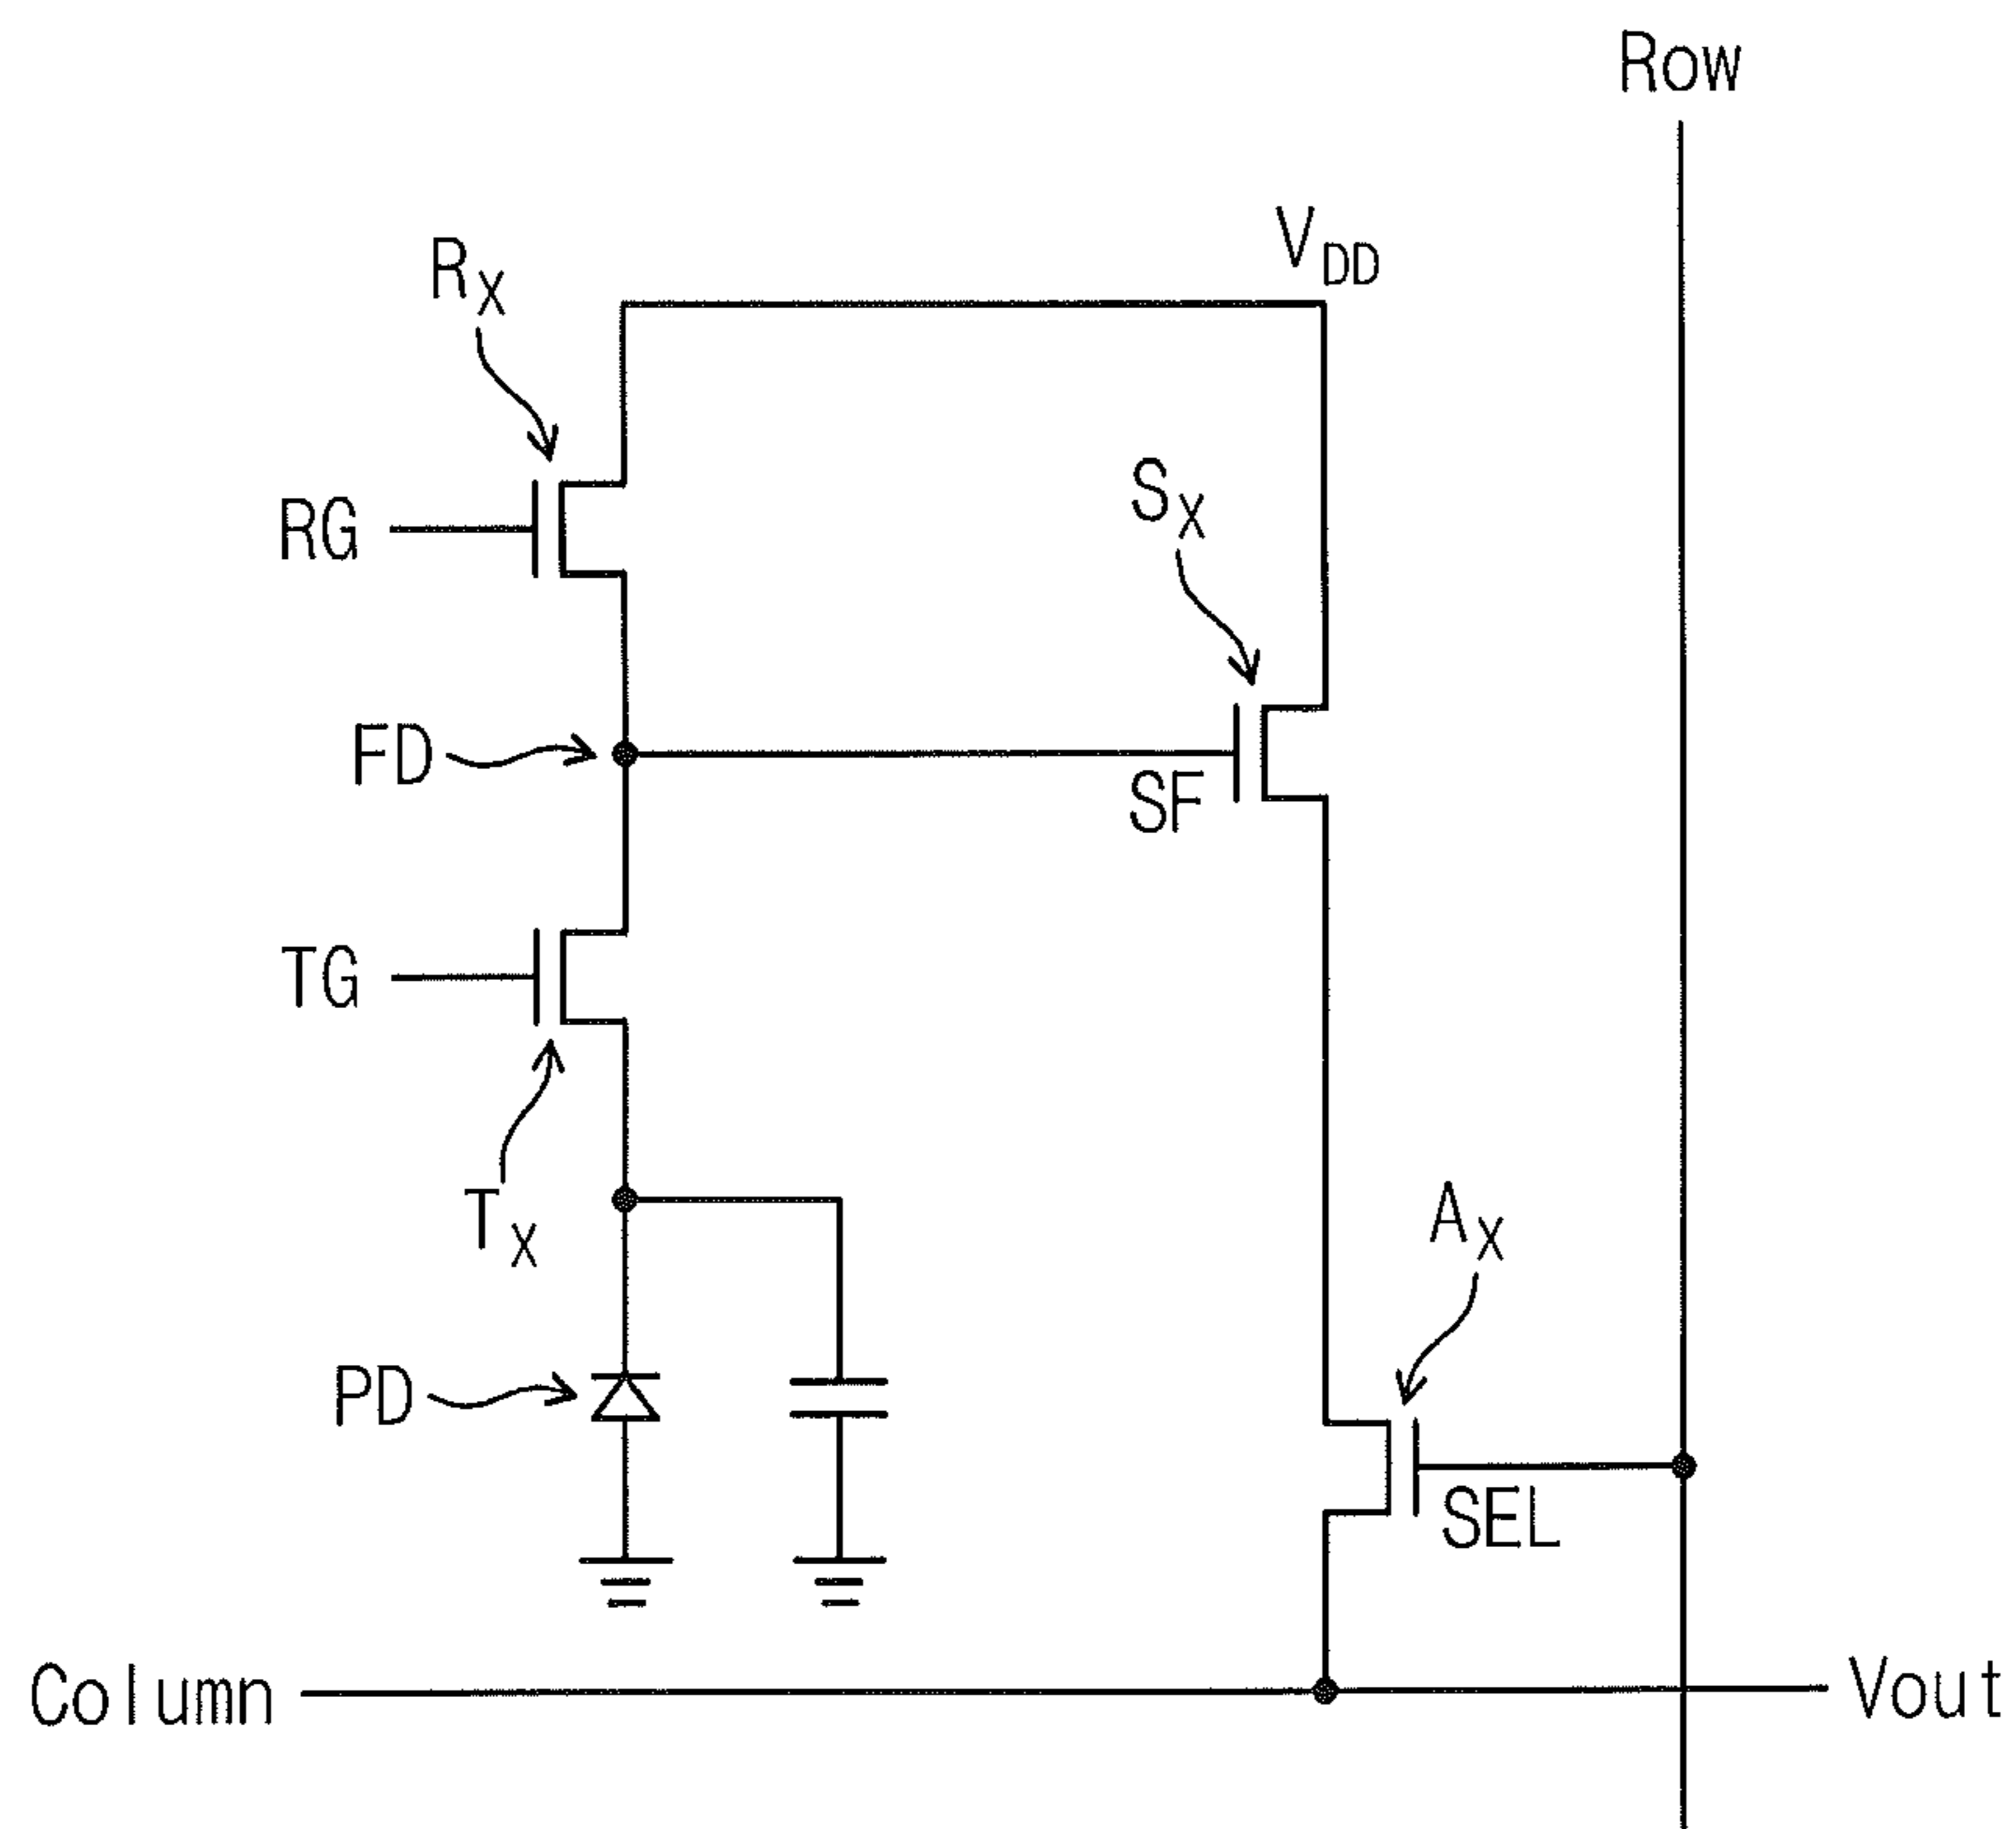 Row
VDD
RX
SX
RG
FD
SF
TG
TX
AX
PD
SEL
Column
Vout